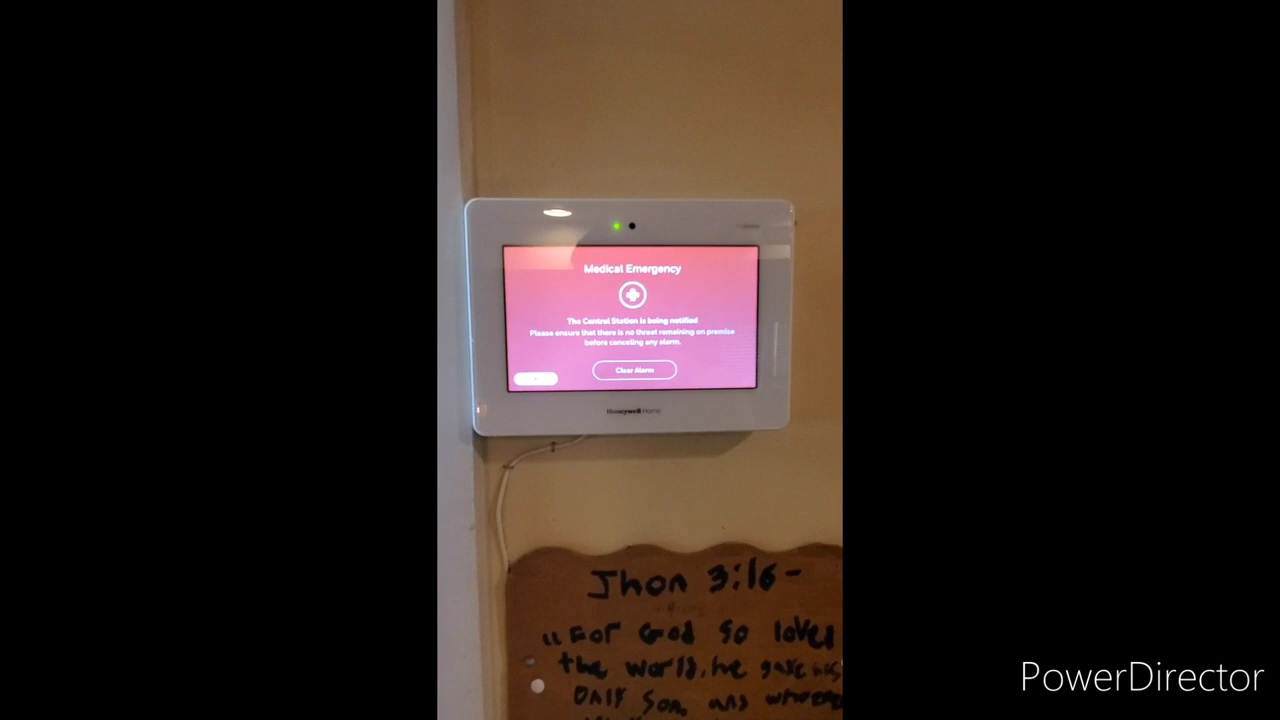 Medical Emergency
The Central Station is being notified
Please ensure that there is no threat remaining on premise
before canceling any alarm.
Clear Alarm
Honeywell Home
Jhon 3:16-
"For God so loved
the world, he gave his
Only Son, and whoever
PowerDirector